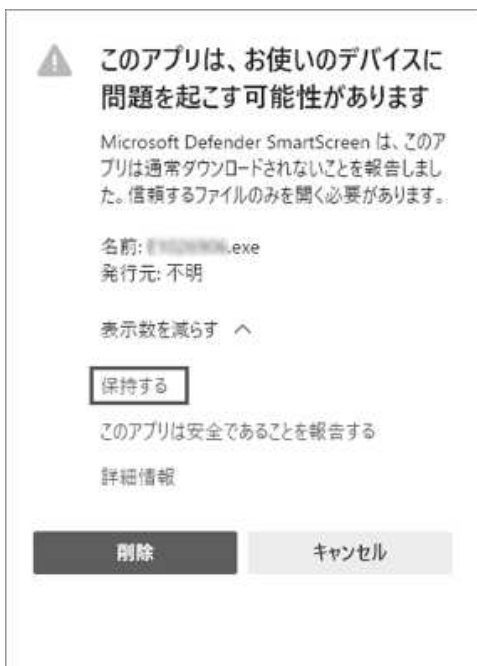 このアプリは、お使いのデバイスに
問題を起こす可能性があります
Microsoft Defender SmartScreen は、このア
プリは通常ダウンロードされないことを報告しまし
た。信頼するファイルのみを開く必要があります。
名前: .exe
発行元: 不明
表示数を減らす
保持する
このアプリは安全であることを報告する
詳細情報
削除
キャンセル